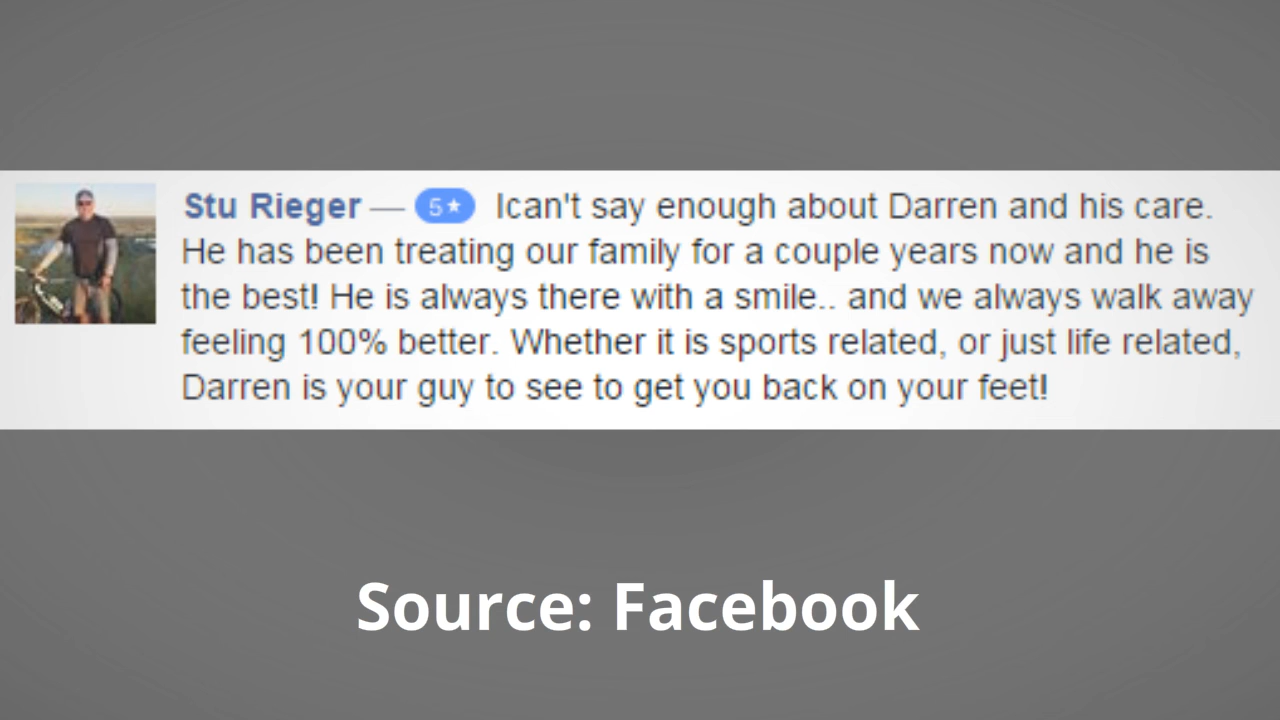 Stu Rieger — 5★ Ican't say enough about Darren and his care.
He has been treating our family for a couple years now and he is
the best! He is always there with a smile.. and we always walk away
feeling 100% better. Whether it is sports related, or just life related,
Darren is your guy to see to get you back on your feet!
Source: Facebook